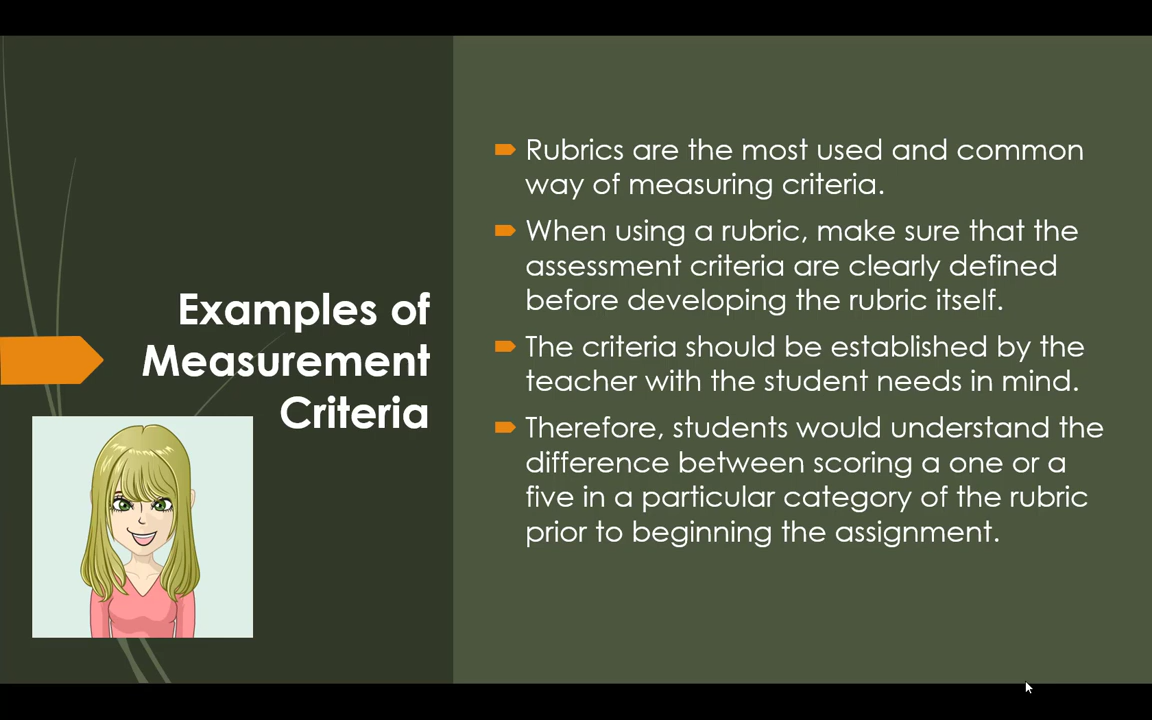 Examples of
Measurement
Criteria
Rubrics are the most used and common
way of measuring criteria.
When using a rubric, make sure that the
assessment criteria are clearly defined
before developing the rubric itself.
The criteria should be established by the
teacher with the student needs in mind.
Therefore, students would understand the
difference between scoring a one or a
five in a particular category of the rubric
prior to beginning the assignment.